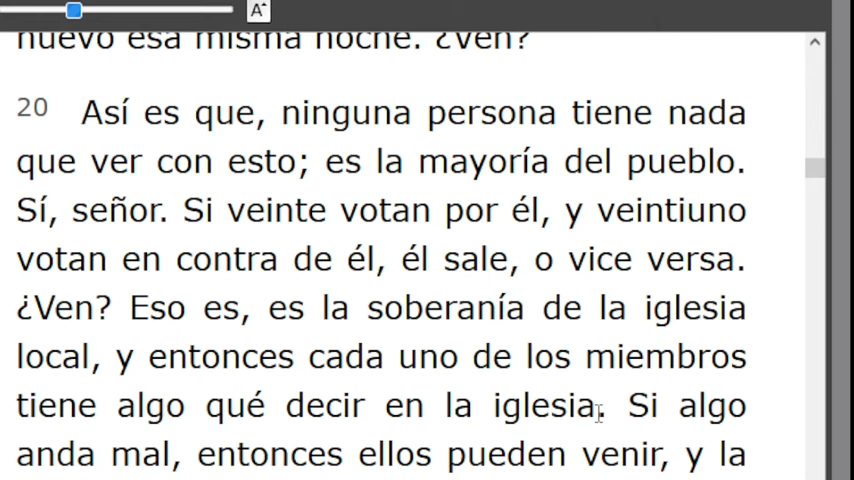 A
nuevo esa misma noche. ¿Ven?
20 Así es que, ninguna persona tiene nada
que ver con esto; es la mayoría del pueblo.
Sí, señor. Si veinte votan por él, y veintiuno
votan en contra de él, él sale, o vice versa.
¿Ven? Eso es, es la soberanía de la iglesia
local, y entonces cada uno de los miembros
tiene algo qué decir en la iglesia. Si algo
anda mal, entonces ellos pueden venir, y la